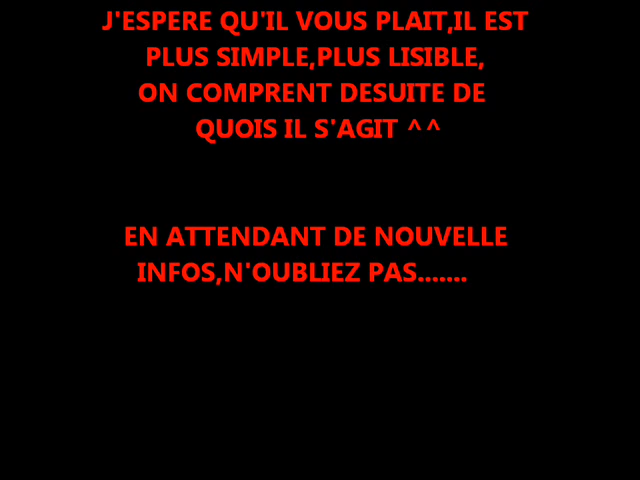 J'ESPERE QU'IL VOUS PLAIT,IL EST
PLUS SIMPLE,PLUS LISIBLE,
ON COMPRENT DESUITE DE
QUOIS IL S'AGIT ^^
EN ATTENDANT DE NOUVELLE
INFOS,N'OUBLIEZ PAS.......